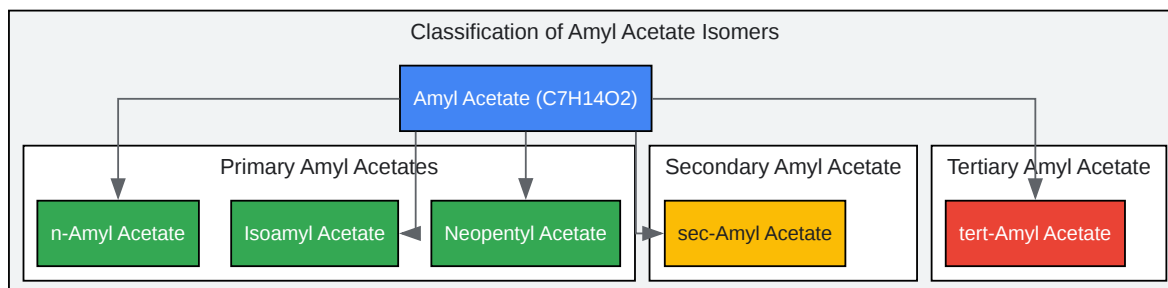 Classification of Amyl Acetate Isomers
Amyl Acetate (C7H14O2)
Primary Amyl Acetates
Secondary Amyl Acetate
Tertiary Amyl Acetate
n-Amyl Acetate
Isoamyl Acetate
Neopentyl Acetate
sec-Amyl Acetate
tert-Amyl Acetate